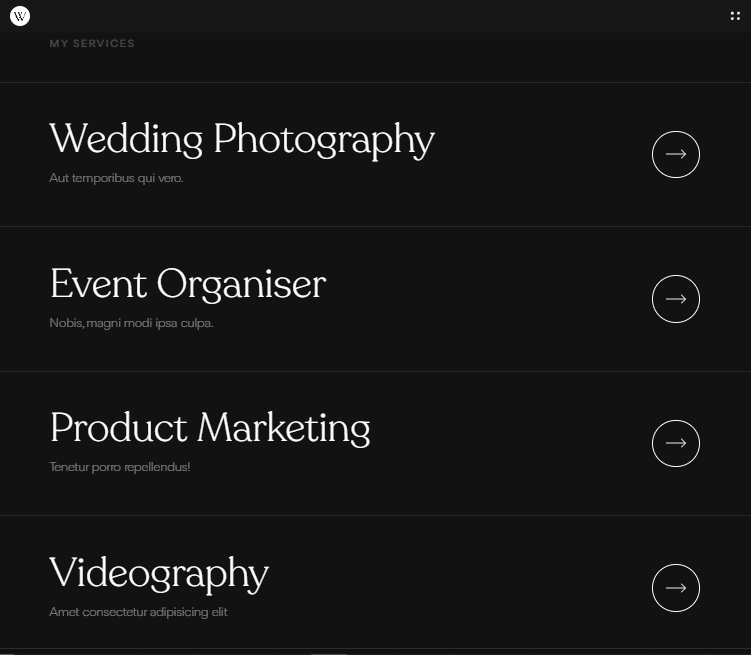 W
MY SERVICES
Wedding Photography
Aut temporibus qui vero.
Event Organiser
Nobis, magni modi ipsa culpa.
Product Marketing
Tenetur porro repellendus!
Videography
Amet consectetur adipisicing elit